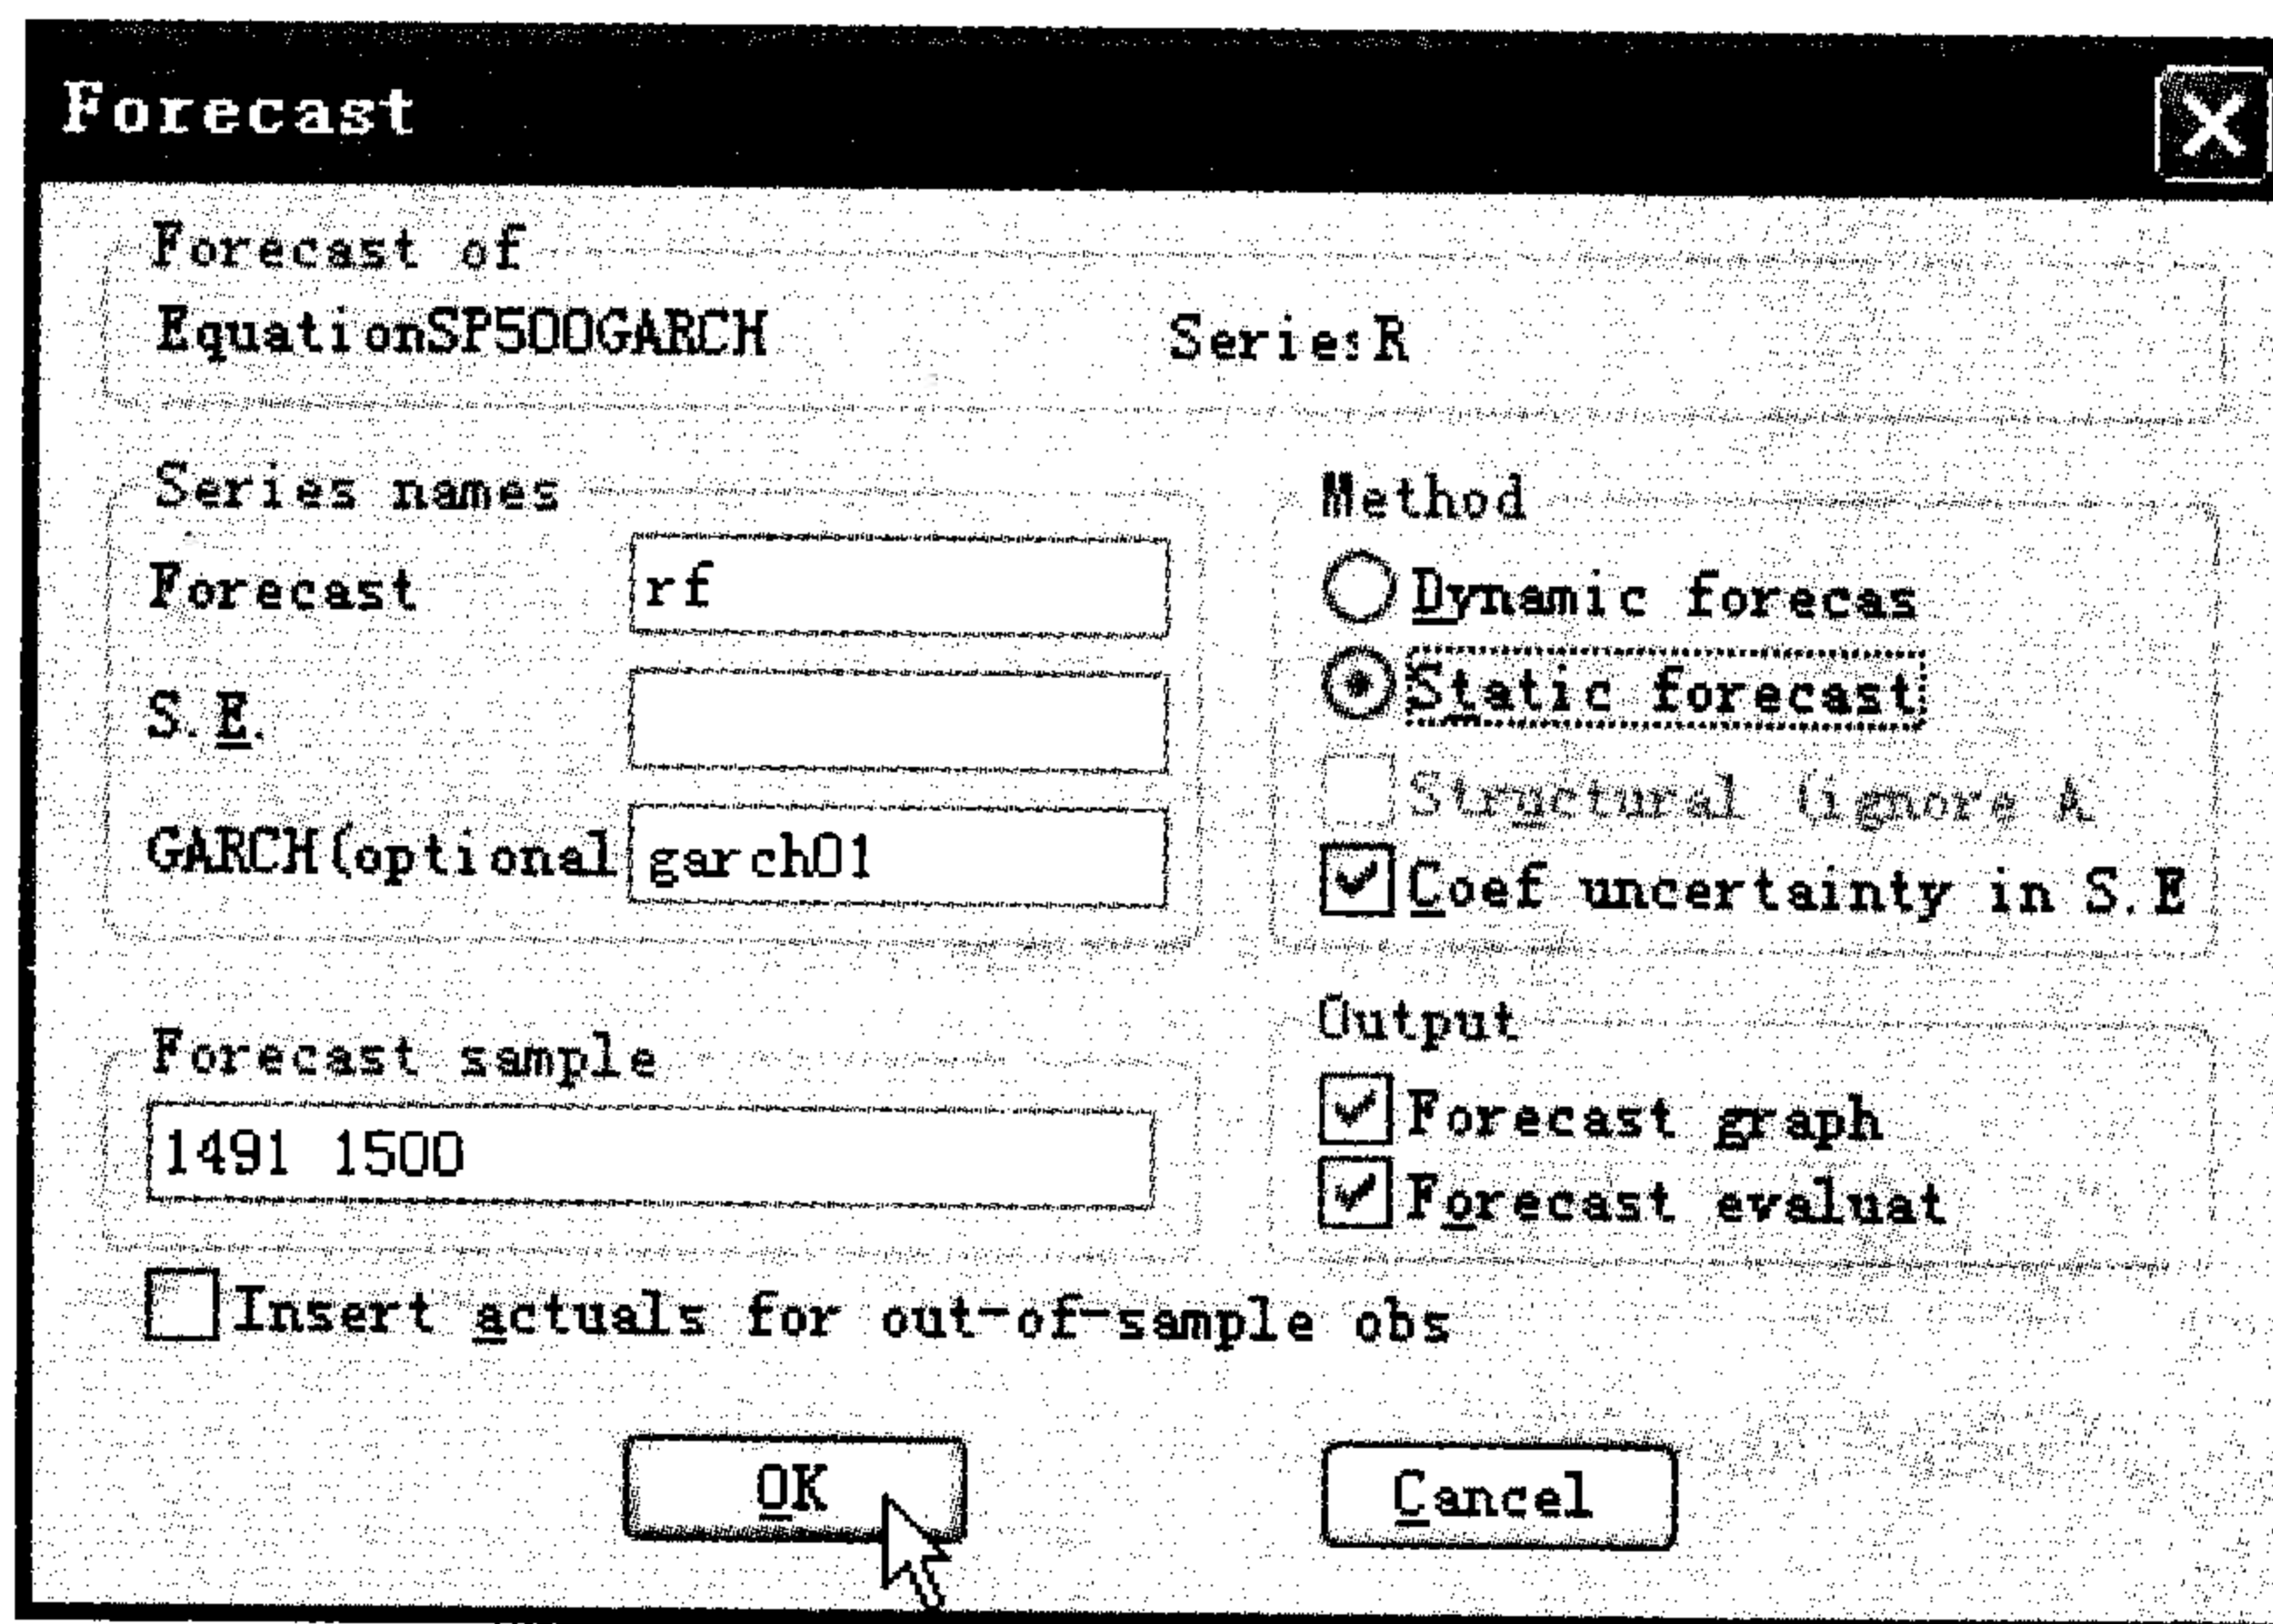 Forecast
Forecast of
EquationSP500GARCH
Series R
Series names
Forecast
rf
S.E.
GARCH(optional
garch01
Method
Dynamic forecas
Static forecast
Structural (ignore A
Coef uncertainty in S.E
Forecast sample
1491 1500
Output
Forecast graph
Forecast evaluat
Insert actuals for out-of-sample obs
OK
Cancel